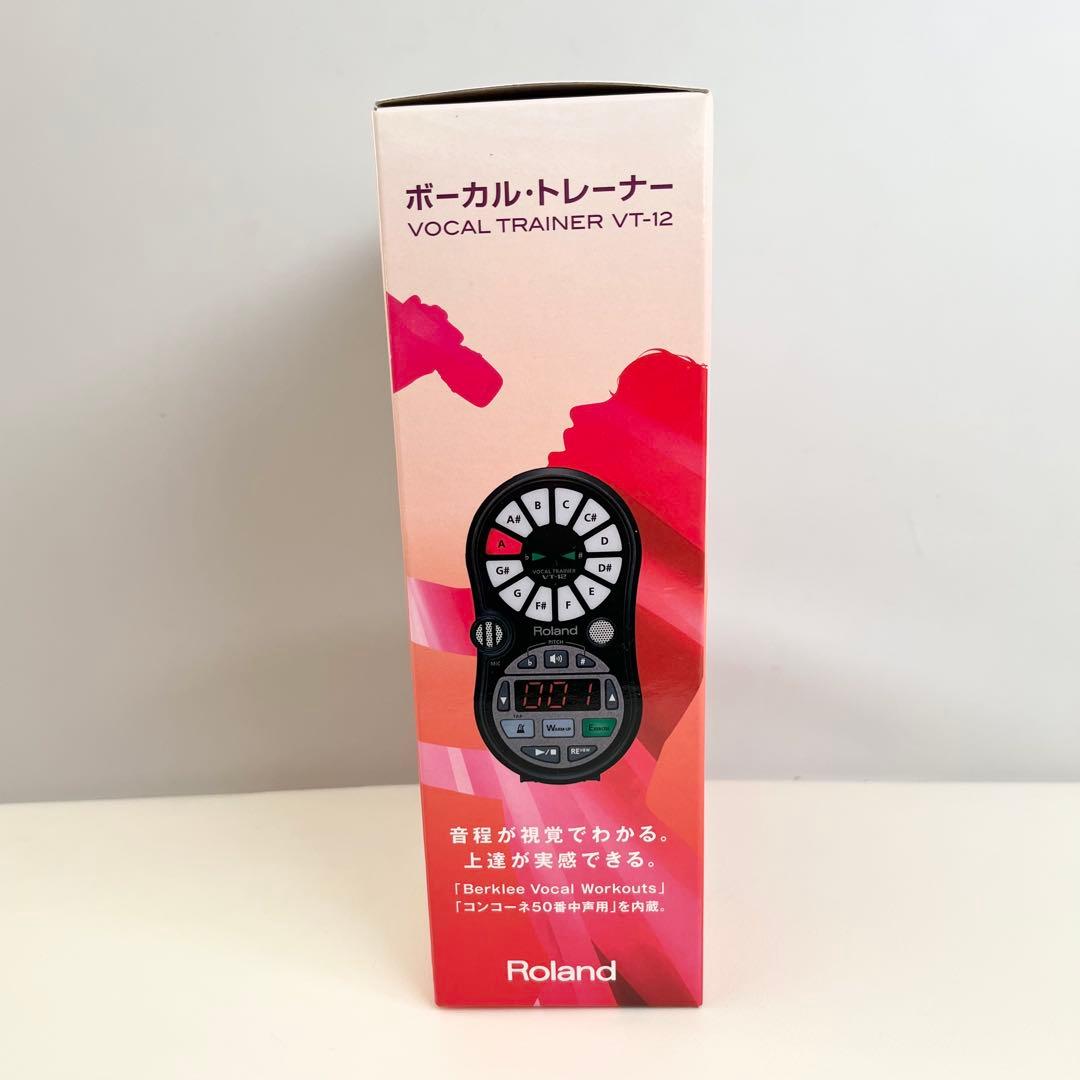 ボーカル・トレーナー
VOCAL TRAINER VT-12
B
C
A#
C#
A
D
♭
#
G#
D#
VOCAL TRAINER
VT-12
G
E
F#
F
Roland
PITCH
MIC
♭
#
001
TAP
WARM-UP
EXERCISE
REVIEW
音程が視覚でわかる。
上達が実感できる。
「Berklee Vocal Workouts」
「コンコーネ50番中声用」を内蔵。
Roland